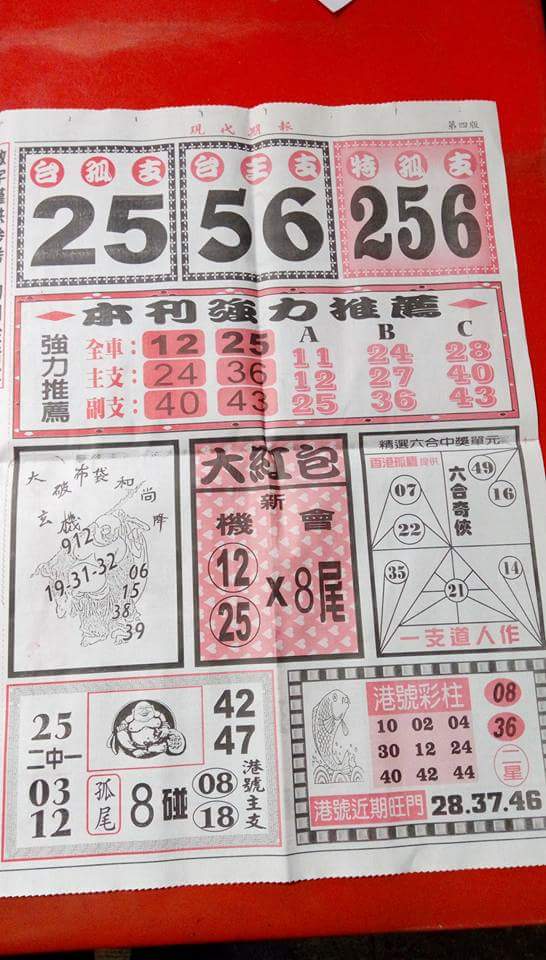 現代期報
第四版
台孤支
25
台主支
56
特孤支
256
本刊強力推薦
強力推薦
全車：12 25
主支：24 36
副支：40 43
A B C
11 24 28
12 27 40
25 36 43
大破布袋和尚
玄機降
912
19-31-32
06
15
38
39
大紅包
新
機會
12
25
x8尾
精選六合中獎單元
香港孤鷹提供
六合奇俠
49
07
16
22
35
21
14
一支道人作
25
二中一
03
12
孤尾
8碰
42
47
港號主支
08
18
港號彩柱
10 02 04
30 12 24
40 42 44
08
36
二星
港號近期旺門 28.37.46